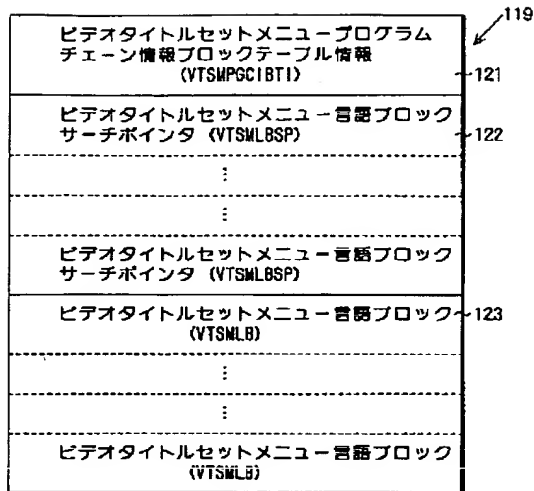 119
ビデオタイトルセットメニュープログラム
チェーン情報ブロックテーブル情報
(VTSMPGCIBTI)
121
ビデオタイトルセットメニュー言語ブロック
サーチポインタ (VTSMLBSP)
122
⋮
⋮
ビデオタイトルセットメニュー言語ブロック
サーチポインタ (VTSMLBSP)
ビデオタイトルセットメニュー言語ブロック
123
(VTSMLB)
⋮
⋮
ビデオタイトルセットメニュー言語ブロック
(VTSMLB)